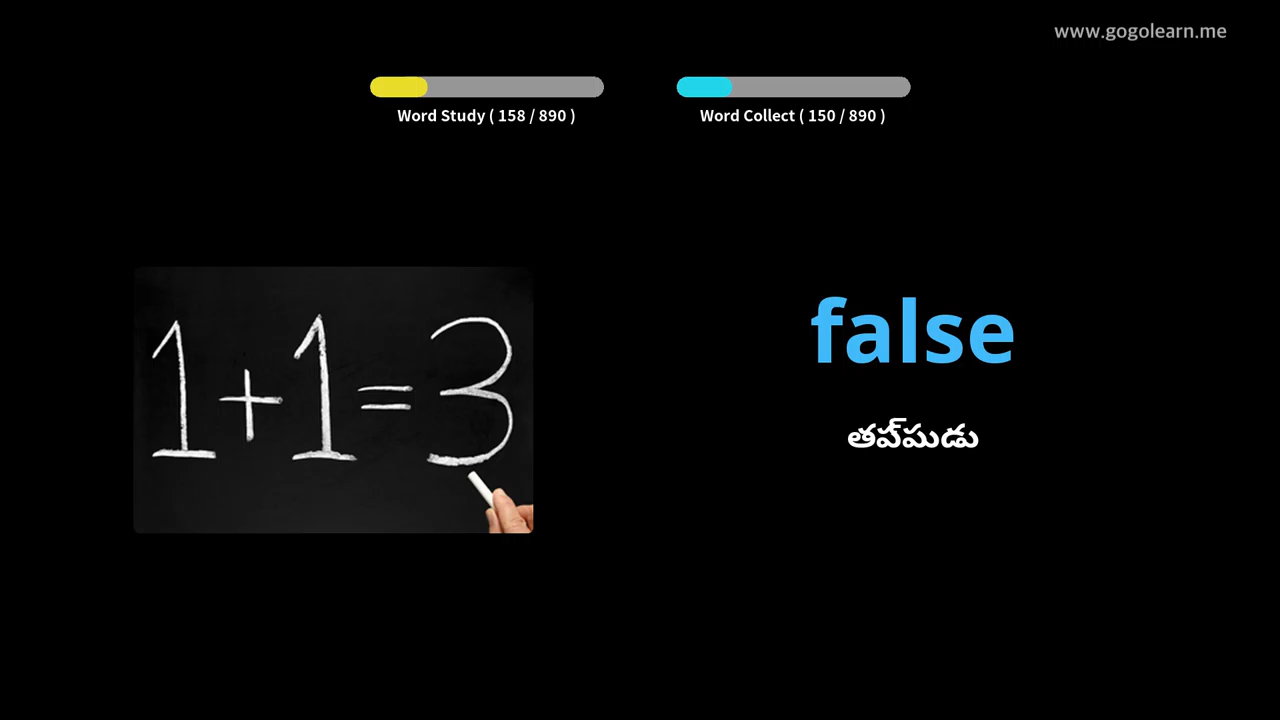 www.gogolearn.me
Word Study ( 158 / 890 )
Word Collect ( 150 / 890 )
1+1=3
false
తప్పుడు